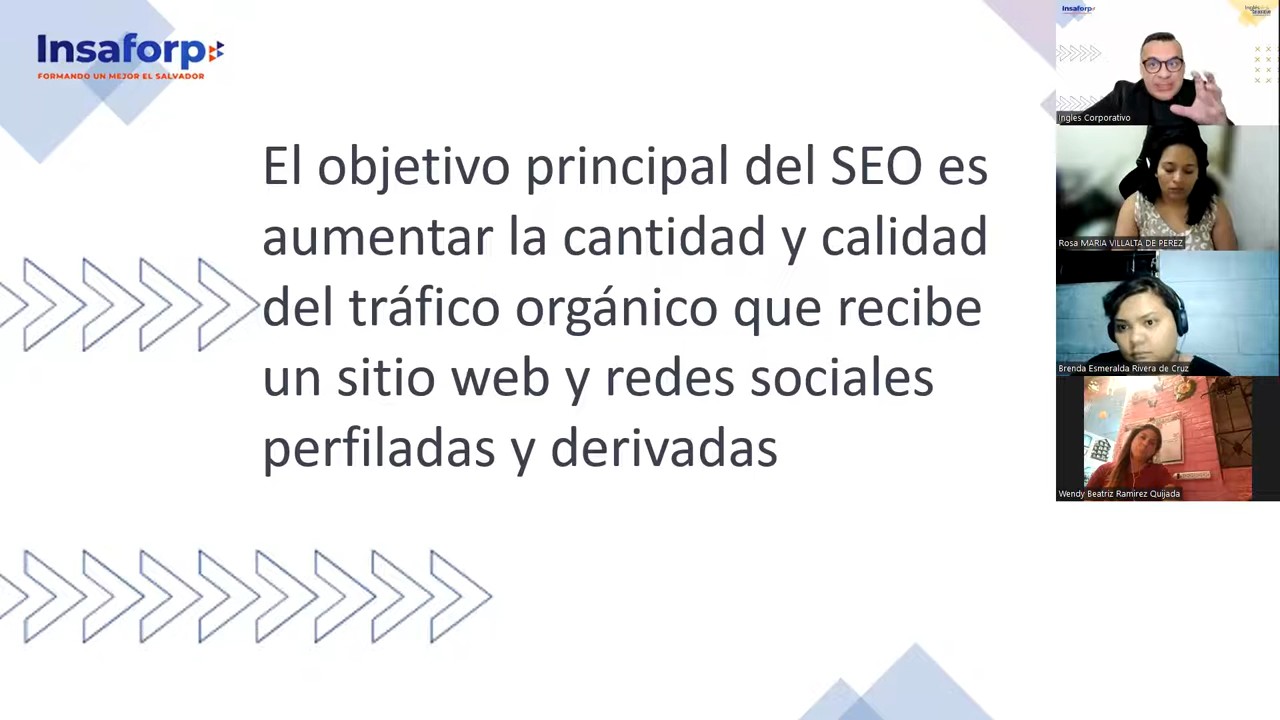 Insaforp
FORMANDO UN MEJOR EL SALVADOR
El objetivo principal del SEO es
aumentar la cantidad y calidad
del tráfico orgánico que recibe
un sitio web y redes sociales
perfiladas y derivadas
Insaforp
Ingles Corporativo
Rosa MARIA VILLALTA DE PEREZ
Brenda Esmeralda Rivera de Cruz
Wendy Beatriz Ramirez Quijada